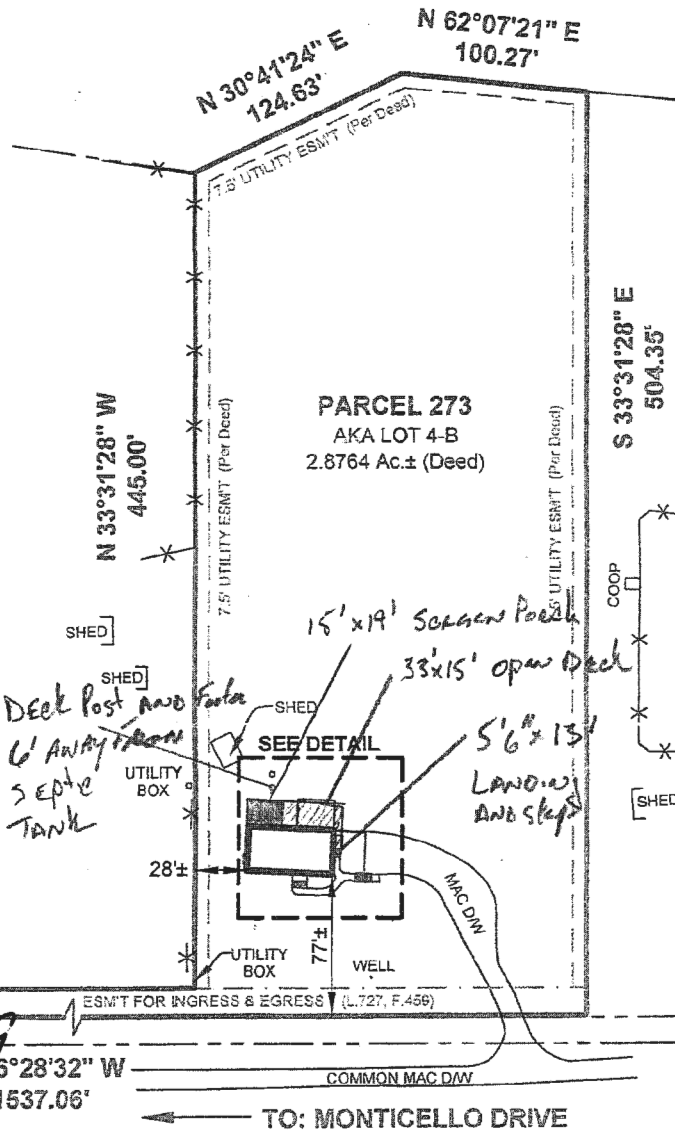 N 62°07'21" E
100.27'
N 30°41'24" E
124.63'
7.5' UTILITY ESM'T (Per Deed)
N 33°31'28" W
445.00'
S 33°31'28" E
504.35'
PARCEL 273
AKA LOT 4-B
2.8764 Ac.± (Deed)
7.5' UTILITY ESM'T (Per Deed)
5' UTILITY ESM'T (Per Deed)
COOP
SHED
SHED
15' x 19' Screen Porch
33'x15' open Deck
Deck Post AND Footer
6' AWAY From
Septic
TANK
SHED
SEE DETAIL
5'6" x 13'
LANDING
AND Steps
UTILITY
BOX
SHED
28'±
MAC D/W
77'±
UTILITY
BOX
WELL
ESM'T FOR INGRESS & EGRESS (L.727, F.459)
6°28'32" W
1537.06'
COMMON MAC D/W
TO: MONTICELLO DRIVE